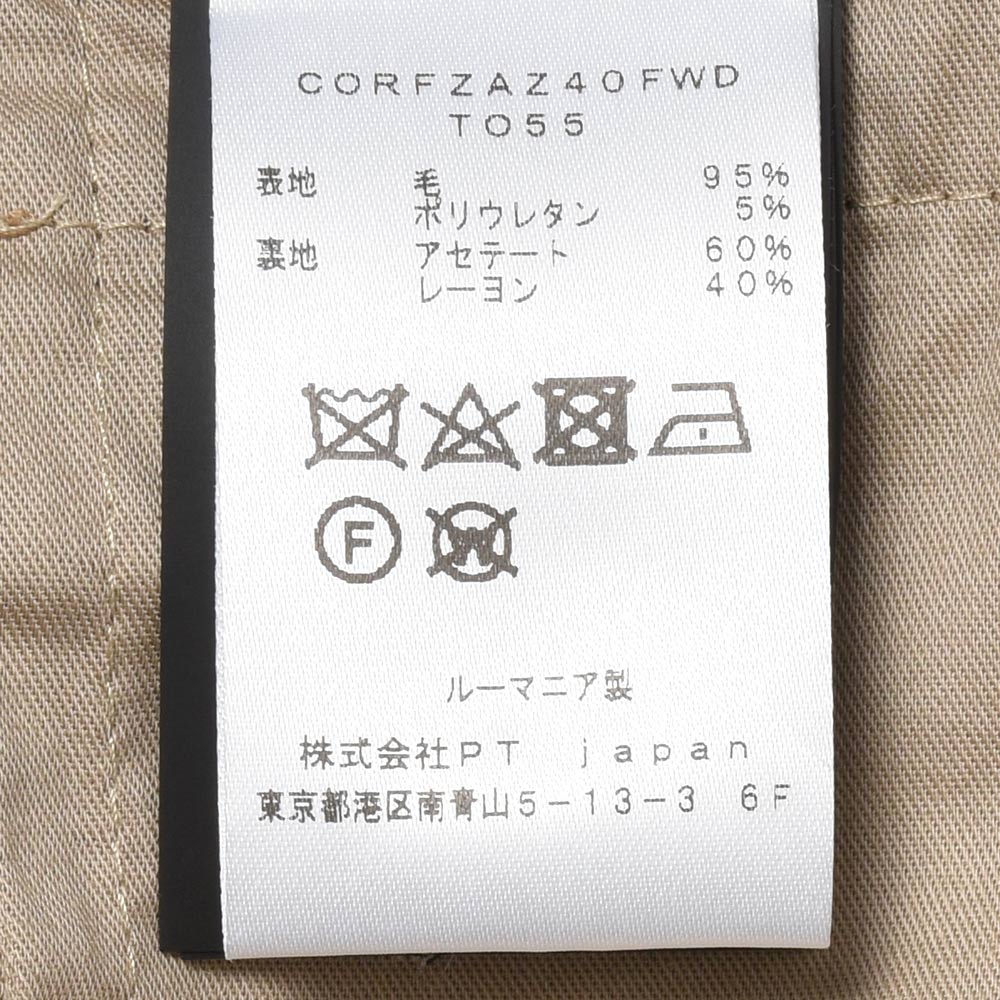 CORFZAZ40FWD
TO55
表地 毛 95%
ポリウレタン 5%
裏地 アセテート 60%
レーヨン 40%
F W
ルーマニア製
株式会社PT japan
東京都港区南青山5-13-3 6F